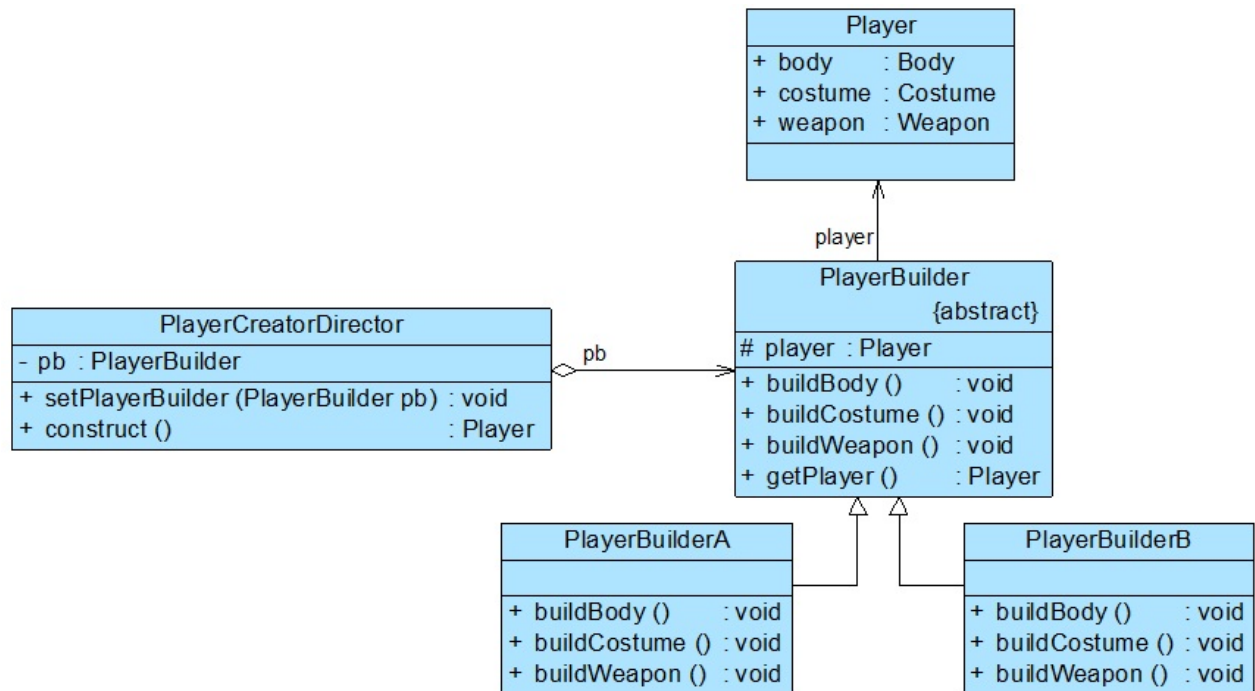 Player
+ body : Body
+ costume : Costume
+ weapon : Weapon
player
PlayerBuilder
{abstract}
# player : Player
+ buildBody () : void
+ buildCostume () : void
+ buildWeapon () : void
+ getPlayer () : Player
PlayerCreatorDirector
- pb : PlayerBuilder
+ setPlayerBuilder (PlayerBuilder pb) : void
+ construct () : Player
pb
PlayerBuilderA
+ buildBody () : void
+ buildCostume () : void
+ buildWeapon () : void
PlayerBuilderB
+ buildBody () : void
+ buildCostume () : void
+ buildWeapon () : void